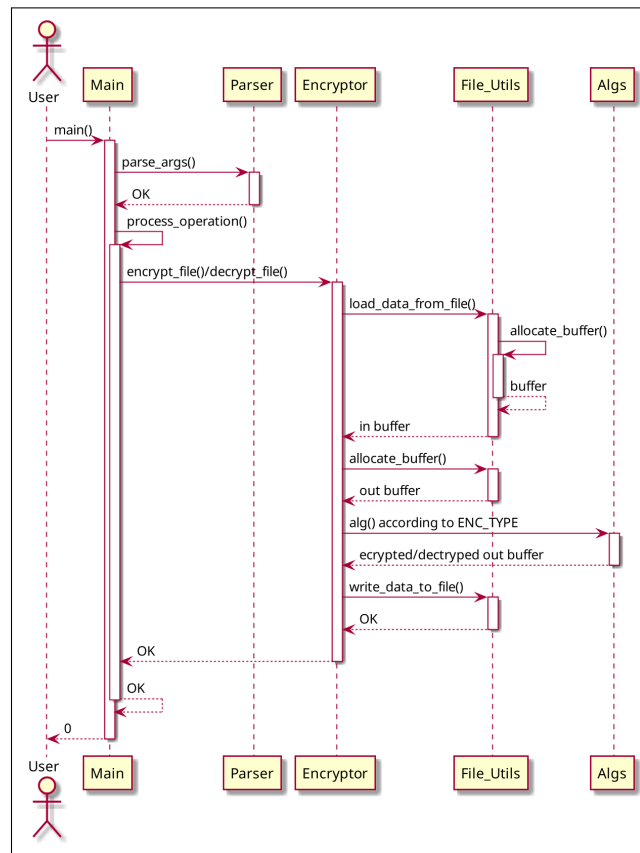 User
Main
Parser
Encryptor
File_Utils
Algs
main()
parse_args()
OK
process_operation()
encrypt_file()/decrypt_file()
load_data_from_file()
allocate_buffer()
buffer
in buffer
allocate_buffer()
out buffer
alg() according to ENC_TYPE
ecrypted/dectryped out buffer
write_data_to_file()
OK
OK
OK
0
User
Main
Parser
Encryptor
File_Utils
Algs